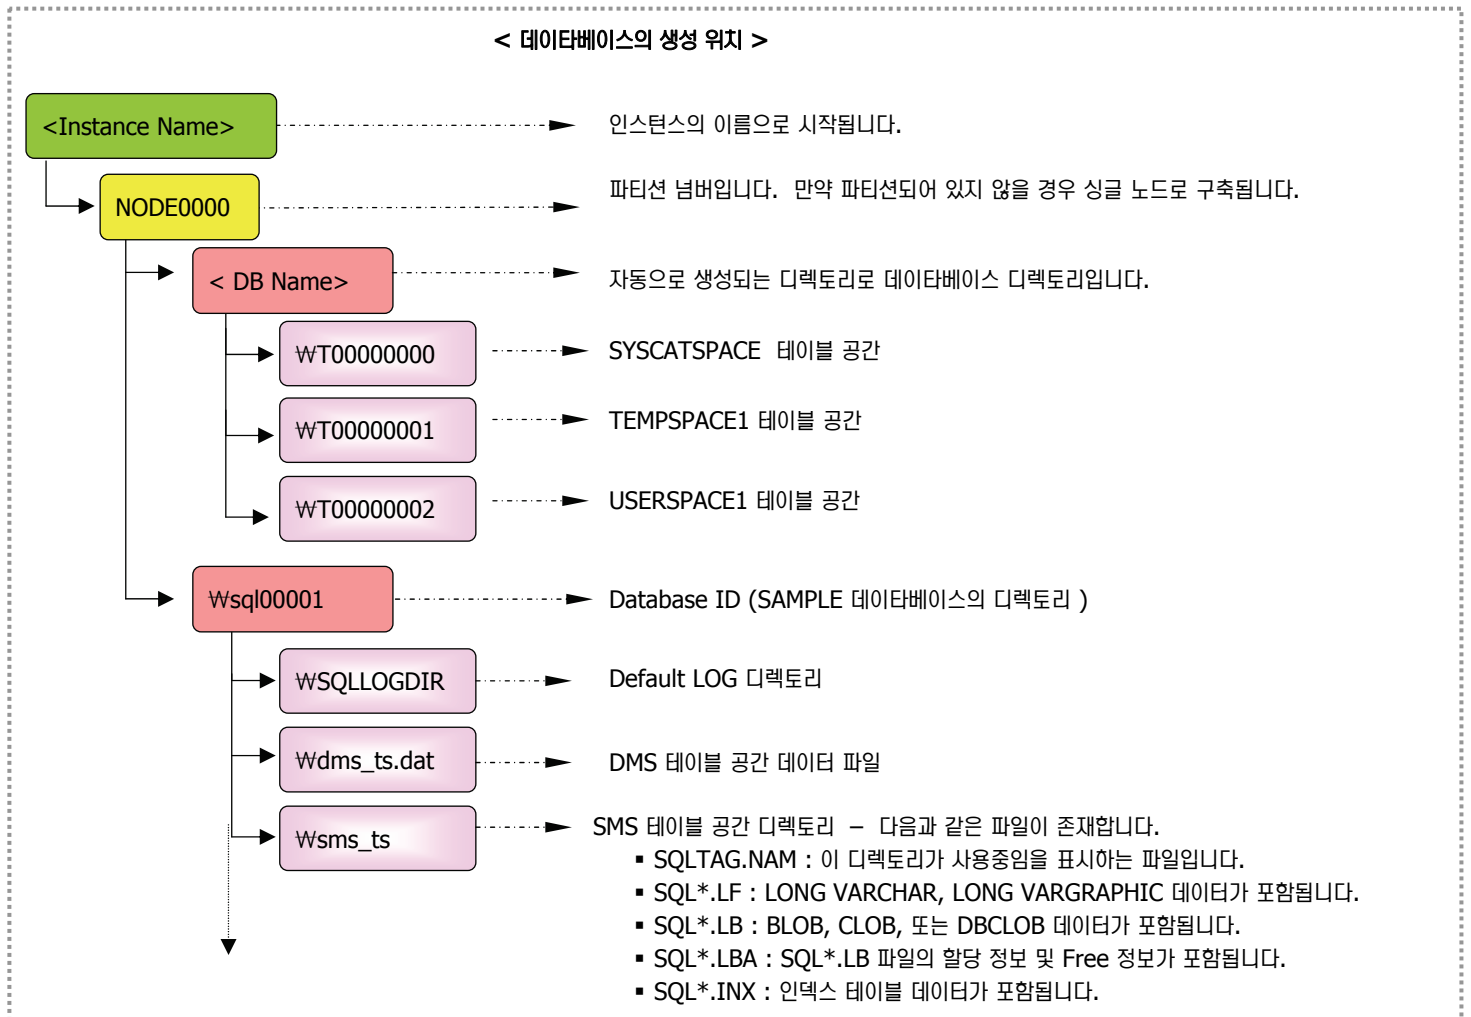 < 데이타베이스의 생성 위치 >
<Instance Name>
인스턴스의 이름으로 시작됩니다.
NODE0000
파티션 넘버입니다. 만약 파티션되어 있지 않을 경우 싱글 노드로 구축됩니다.
< DB Name>
자동으로 생성되는 디렉토리로 데이타베이스 디렉토리입니다.
₩T00000000
SYSCATSPACE 테이블 공간
₩T00000001
TEMPSPACE1 테이블 공간
₩T00000002
USERSPACE1 테이블 공간
₩sql00001
Database ID (SAMPLE 데이타베이스의 디렉토리 )
₩SQLLOGDIR
Default LOG 디렉토리
₩dms_ts.dat
DMS 테이블 공간 데이터 파일
₩sms_ts
SMS 테이블 공간 디렉토리 – 다음과 같은 파일이 존재합니다.
▪ SQLTAG.NAM : 이 디렉토리가 사용중임을 표시하는 파일입니다.
▪ SQL*.LF : LONG VARCHAR, LONG VARGRAPHIC 데이터가 포함됩니다.
▪ SQL*.LB : BLOB, CLOB, 또는 DBCLOB 데이터가 포함됩니다.
▪ SQL*.LBA : SQL*.LB 파일의 할당 정보 및 Free 정보가 포함됩니다.
▪ SQL*.INX : 인덱스 테이블 데이터가 포함됩니다.